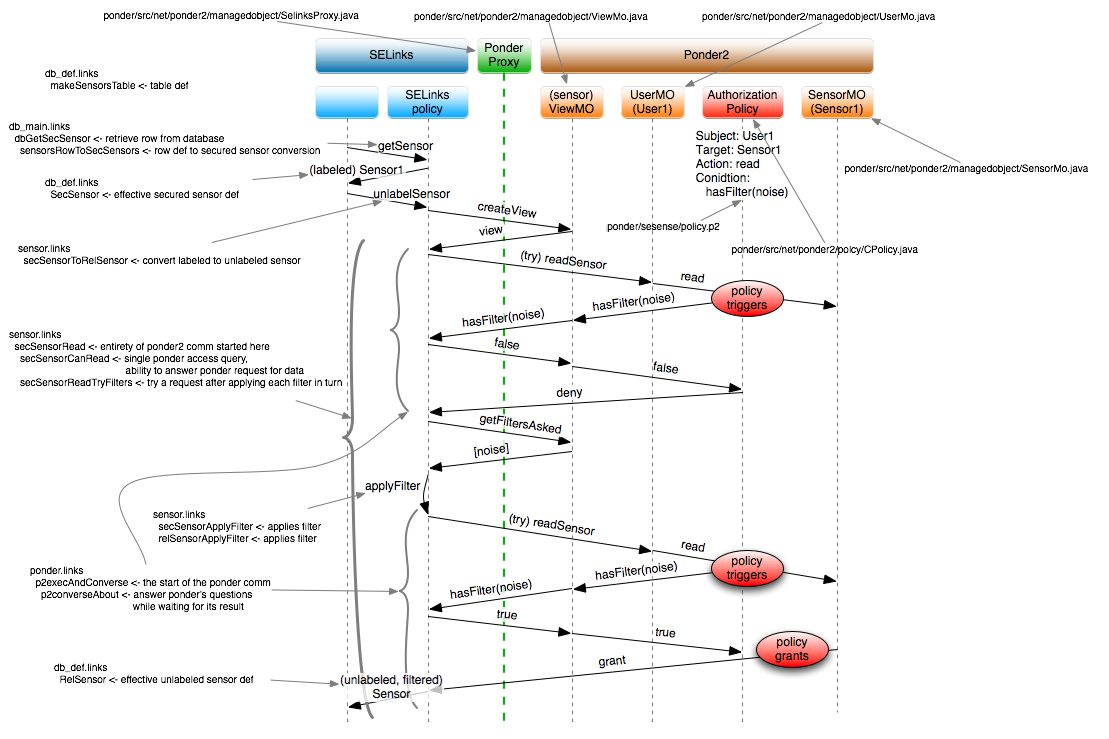 ponder/src/net/ponder2/managedobject/SelinksProxy.java
ponder/src/net/ponder2/managedobject/ViewMo.java
ponder/src/net/ponder2/managedobject/UserMo.java
SELinks
Ponder
Proxy
Ponder2
db_def.links
makeSensorsTable <- table def
SELinks
policy
(sensor)
ViewMO
UserMO
(User1)
Authorization
Policy
SensorMO
(Sensor1)
db_main.links
dbGetSecSensor <- retrieve row from database
sensorsRowToSecSensors <- row def to secured sensor conversion
getSensor
Subject: User1
Target: Sensor1
Action: read
Conidtion:
hasFilter(noise)
ponder/src/net/ponder2/managedobject/SensorMo.java
(labeled) Sensor1
db_def.links
SecSensor <- effective secured sensor def
unlabelSensor
createView
ponder/sesense/policy.p2
view
ponder/src/net/ponder2/polcy/CPolicy.java
sensor.links
secSensorToRelSensor <- convert labeled to unlabeled sensor
(try) readSensor
read
policy
triggers
hasFilter(noise)
hasFilter(noise)
sensor.links
secSensorRead <- entirety of ponder2 comm started here
secSensorCanRead <- single ponder access query,
ability to answer ponder request for data
secSensorReadTryFilters <- try a request after applying each filter in turn
false
false
deny
getFiltersAsked
[noise]
applyFilter
sensor.links
secSensorApplyFilter <- applies filter
relSensorApplyFilter <- applies filter
(try) readSensor
read
policy
triggers
ponder.links
p2execAndConverse <- the start of the ponder comm
p2converseAbout <- answer ponder's questions
while waiting for its result
hasFilter(noise)
hasFilter(noise)
true
true
policy
grants
grant
db_def.links
RelSensor <- effective unlabeled sensor def
(unlabeled, filtered)
Sensor